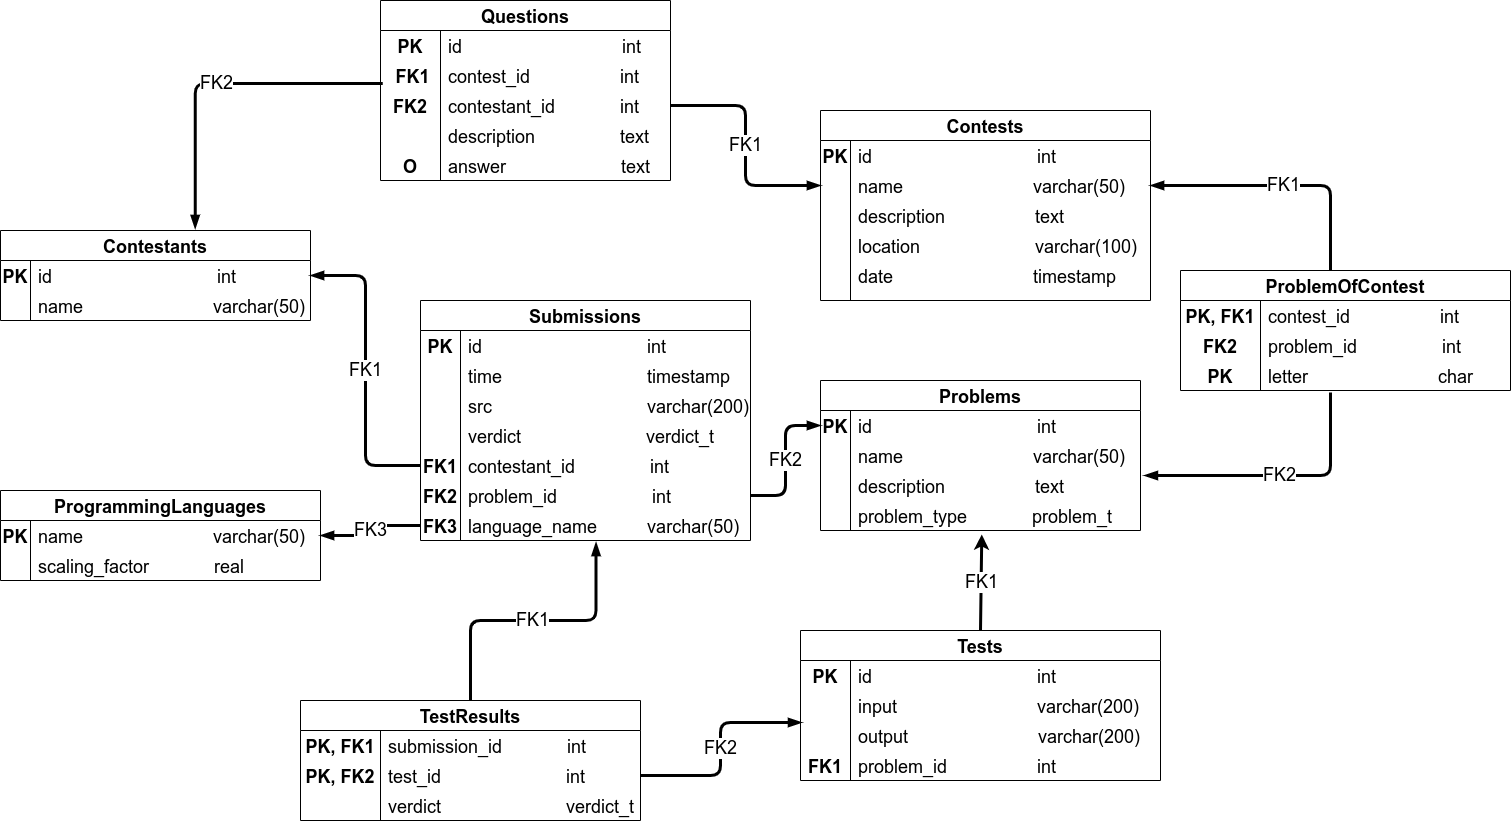 Questions
PK id int
FK1 contest_id int
FK2 contestant_id int
description text
O answer text
FK2
FK1
Contests
PK id int
name varchar(50)
description text
location varchar(100)
date timestamp
FK1
Contestants
PK id int
name varchar(50)
ProblemOfContest
PK, FK1 contest_id int
FK2 problem_id int
PK letter char
Submissions
PK id int
time timestamp
src varchar(200)
verdict verdict_t
FK1 contestant_id int
FK2 problem_id int
FK3 language_name varchar(50)
FK1
FK2
FK3
Problems
PK id int
name varchar(50)
description text
problem_type problem_t
FK2
ProgrammingLanguages
PK name varchar(50)
scaling_factor real
FK1
FK1
Tests
PK id int
input varchar(200)
output varchar(200)
FK1 problem_id int
TestResults
PK, FK1 submission_id int
PK, FK2 test_id int
verdict verdict_t
FK2